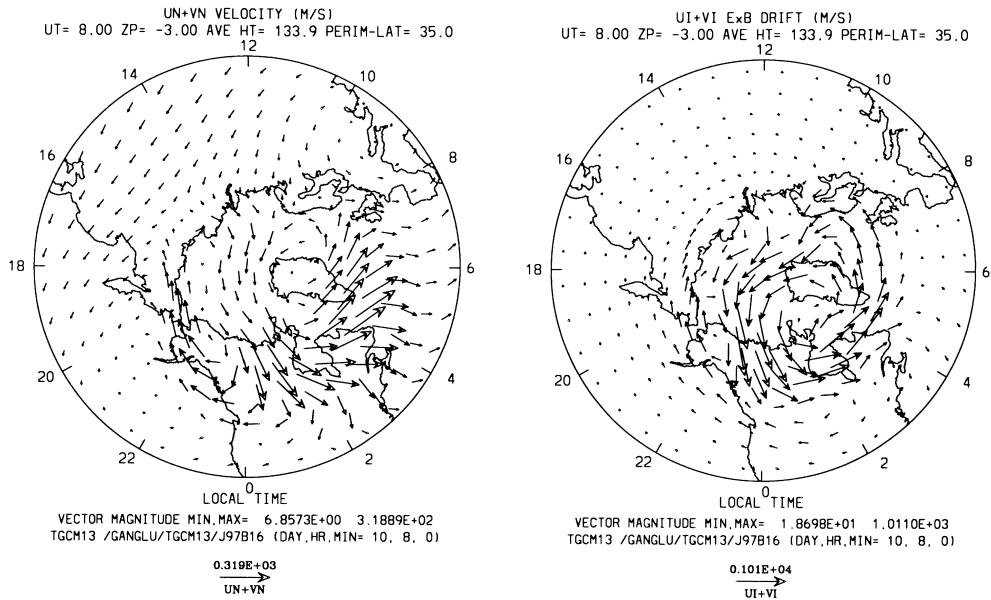 UN+VN VELOCITY (M/S)
UT= 8.00 ZP= -3.00 AVE HT= 133.9 PERIM-LAT= 35.0
12
14
10
16
8
18
6
20
4
22
2
0
LOCAL TIME
VECTOR MAGNITUDE MIN,MAX= 6.8573E+00 3.1889E+02
TGCM13 /GANGLU/TGCM13/J97B16 (DAY,HR,MIN= 10, 8, 0)
0.319E+03
UN+VN
UI+VI ExB DRIFT (M/S)
UT= 8.00 ZP= -3.00 AVE HT= 133.9 PERIM-LAT= 35.0
12
14
10
16
8
18
6
20
4
22
2
0
LOCAL TIME
VECTOR MAGNITUDE MIN,MAX= 1.8698E+01 1.0110E+03
TGCM13 /GANGLU/TGCM13/J97B16 (DAY,HR,MIN= 10, 8, 0)
0.101E+04
UI+VI